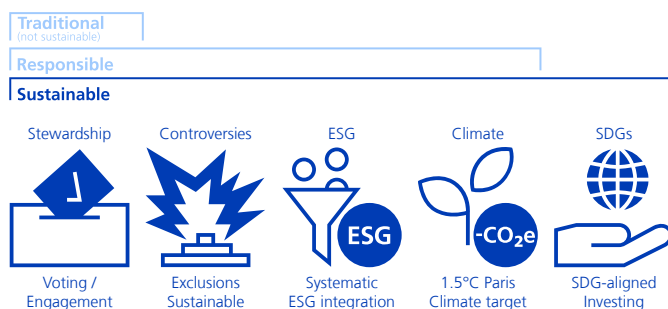 Traditional
(not sustainable)
Responsible
Sustainable
Stewardship Controversies ESG Climate SDGs
ESG -CO₂e
Voting / Exclusions Systematic 1.5°C Paris SDG-aligned
Engagement Sustainable ESG integration Climate target Investing